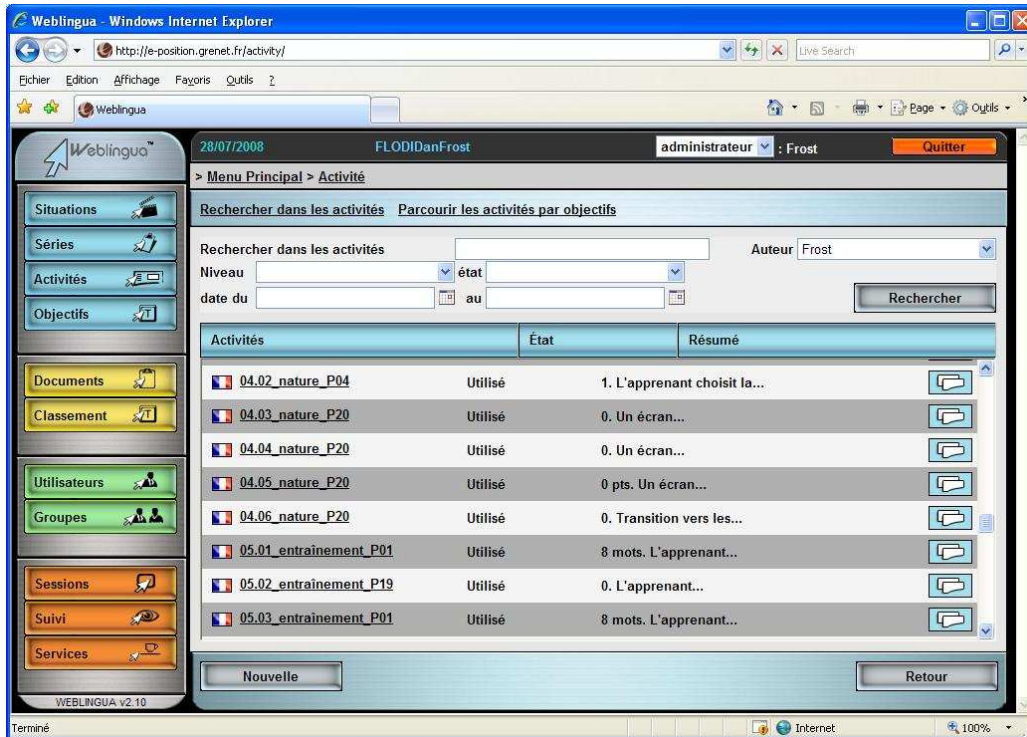 Weblingua - Windows Internet Explorer
http://e-position.grenet.fr/activity/
Live Search
Fichier Edition Affichage Favoris Outils ?
Weblingua
Page Outils
Weblingua™
28/07/2008 FLODIDanFrost administrateur : Frost Quitter
> Menu Principal > Activité
Situations
Séries
Activités
Objectifs
Documents
Classement
Utilisateurs
Groupes
Sessions
Suivi
Services
WEBLINGUA v2.10
Rechercher dans les activités Parcourir les activités par objectifs
Rechercher dans les activités Auteur Frost
Niveau état
date du au Rechercher
Activités État Résumé
04.02_nature_P04 Utilisé 1. L'apprenant choisit la...
04.03_nature_P20 Utilisé 0. Un écran...
04.04_nature_P20 Utilisé 0. Un écran...
04.05_nature_P20 Utilisé 0 pts. Un écran...
04.06_nature_P20 Utilisé 0. Transition vers les...
05.01_entraînement_P01 Utilisé 8 mots. L'apprenant...
05.02_entraînement_P19 Utilisé 0. L'apprenant...
05.03_entraînement_P01 Utilisé 8 mots. L'apprenant...
Nouvelle Retour
Terminé Internet 100%